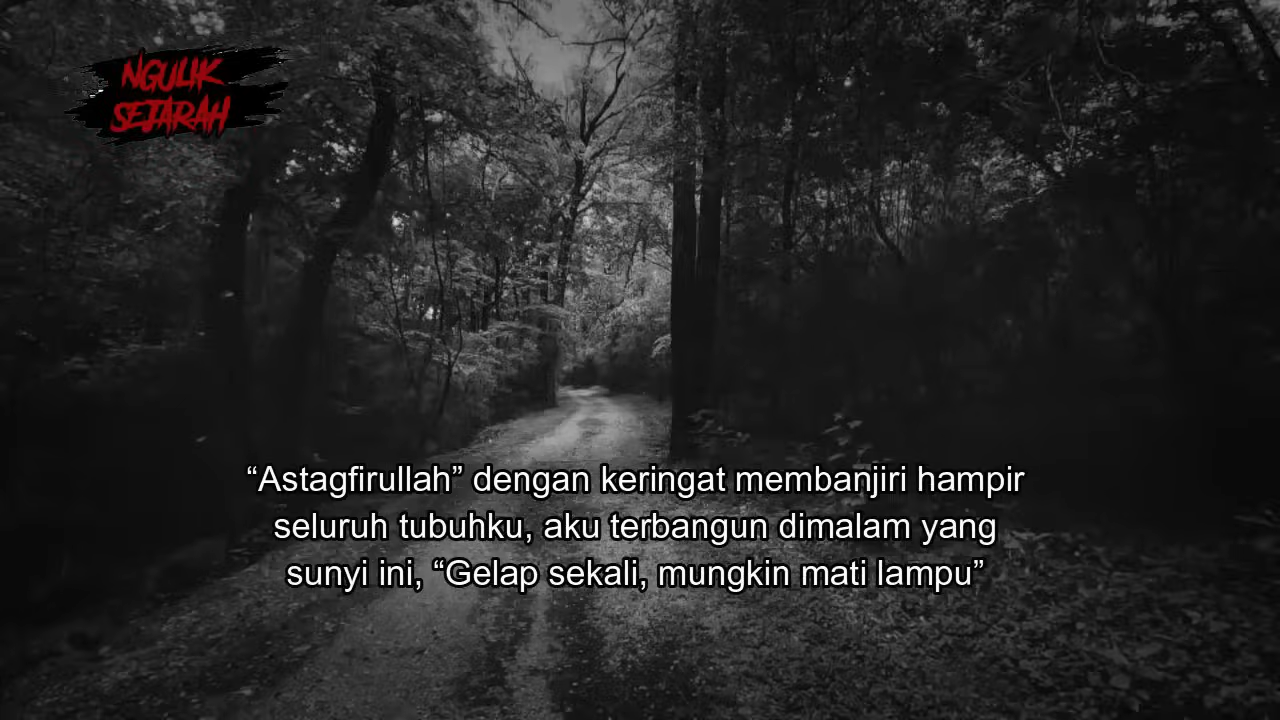 NGULIK
SEJARAH
“Astagfirullah” dengan keringat membanjiri hampir
seluruh tubuhku, aku terbangun dimalam yang
sunyi ini, “Gelap sekali, mungkin mati lampu”